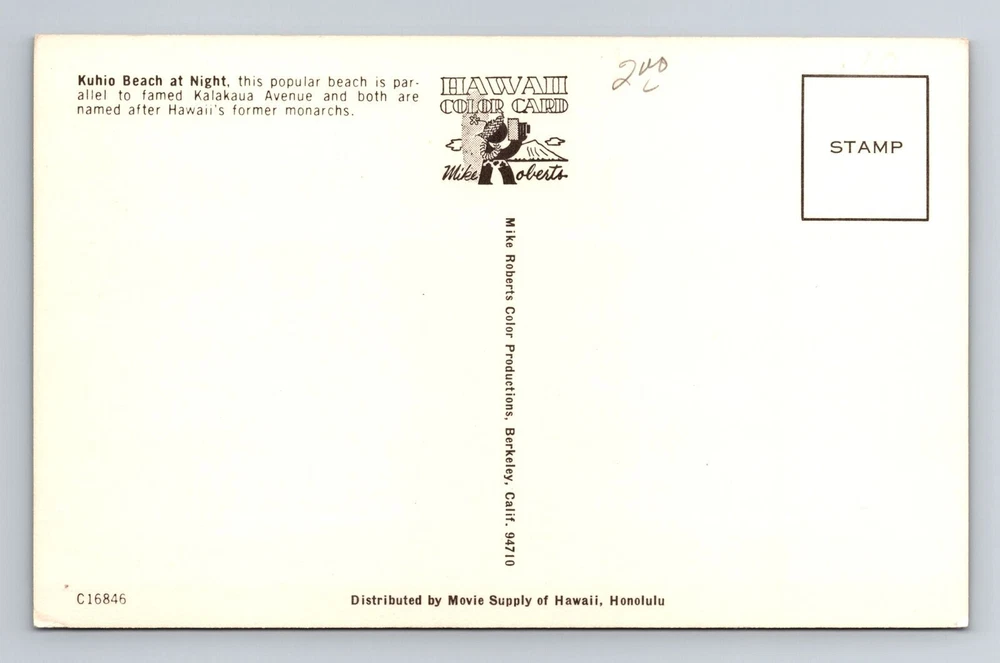 Kuhio Beach at Night, this popular beach is par-
allel to famed Kalakaua Avenue and both are
named after Hawaii's former monarchs.
HAWAII
COLOR CARD
Mike Roberts
200
STAMP
Mike Roberts Color Productions, Berkeley, Calif. 94710
C16846
Distributed by Movie Supply of Hawaii, Honolulu